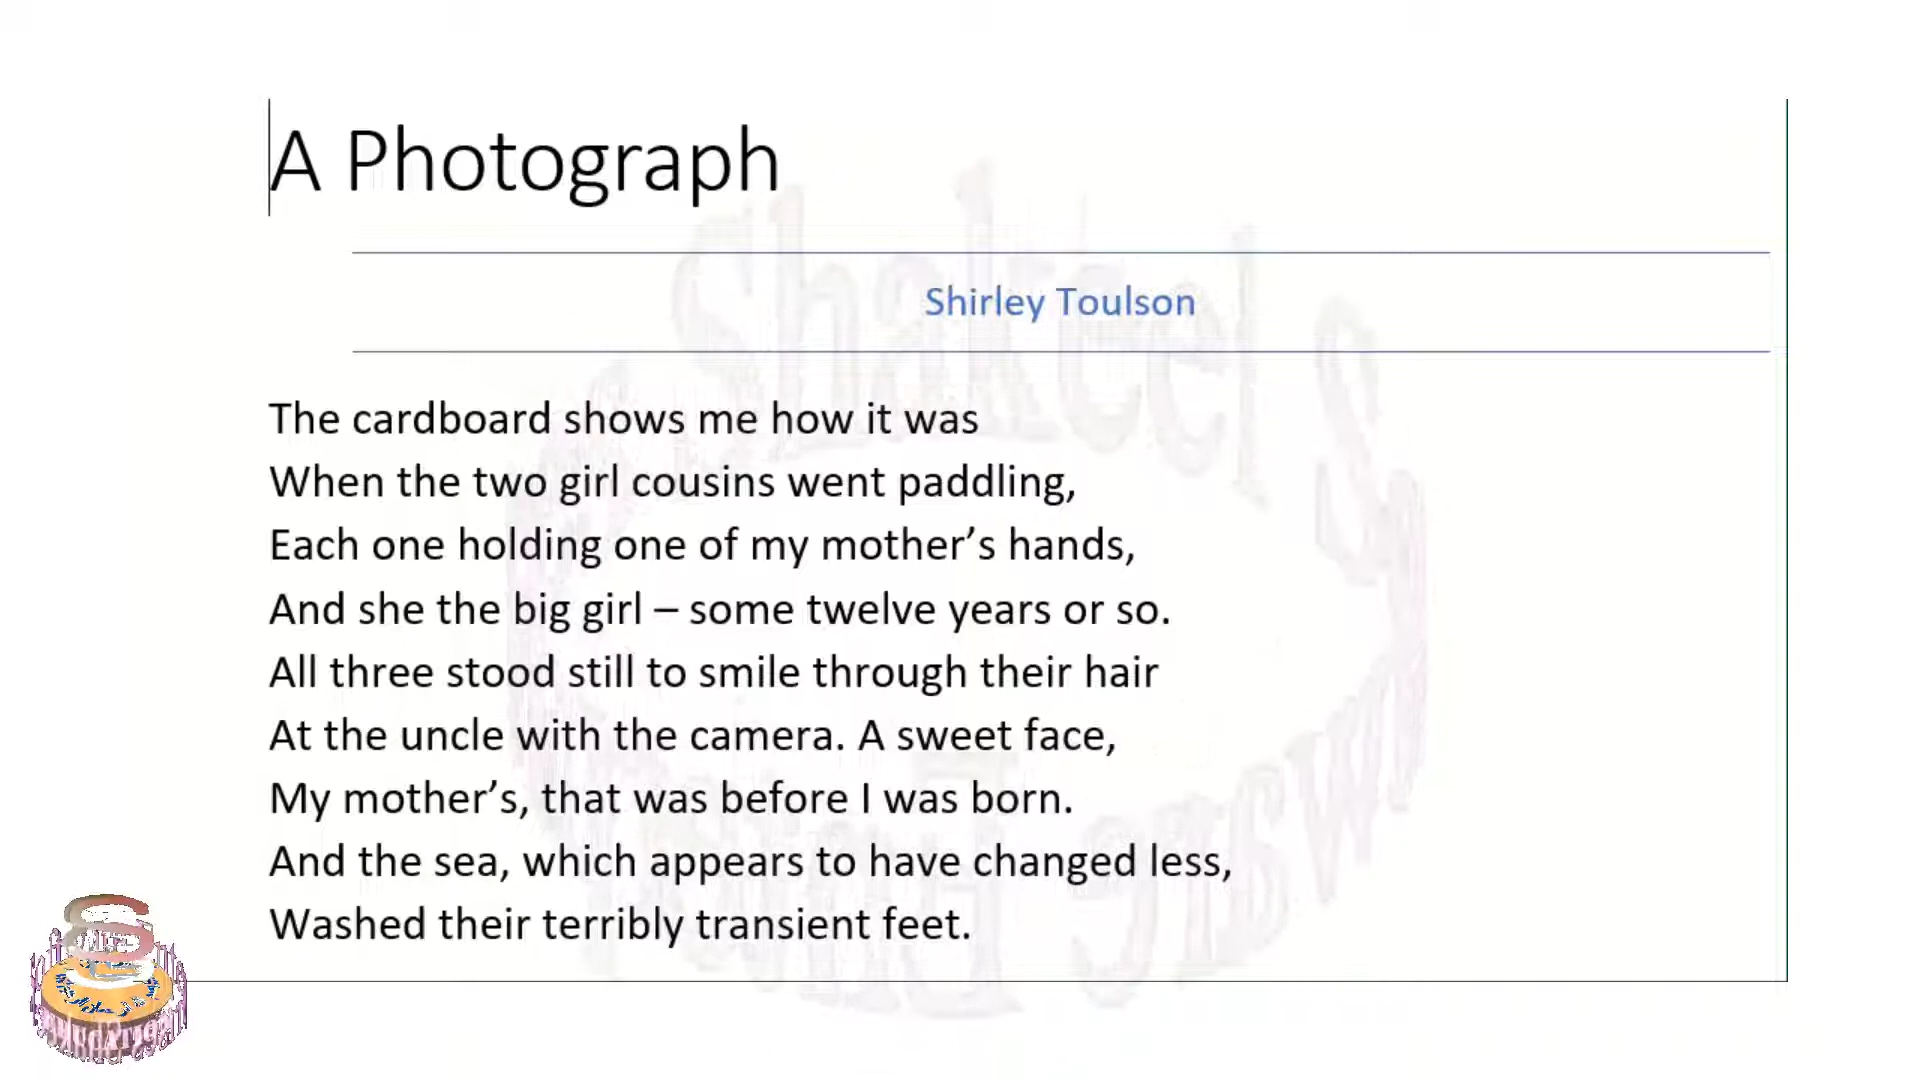 A Photograph
Shirley Toulson
The cardboard shows me how it was
When the two girl cousins went paddling,
Each one holding one of my mother’s hands,
And she the big girl – some twelve years or so.
All three stood still to smile through their hair
At the uncle with the camera. A sweet face,
My mother’s, that was before I was born.
And the sea, which appears to have changed less,
Washed their terribly transient feet.